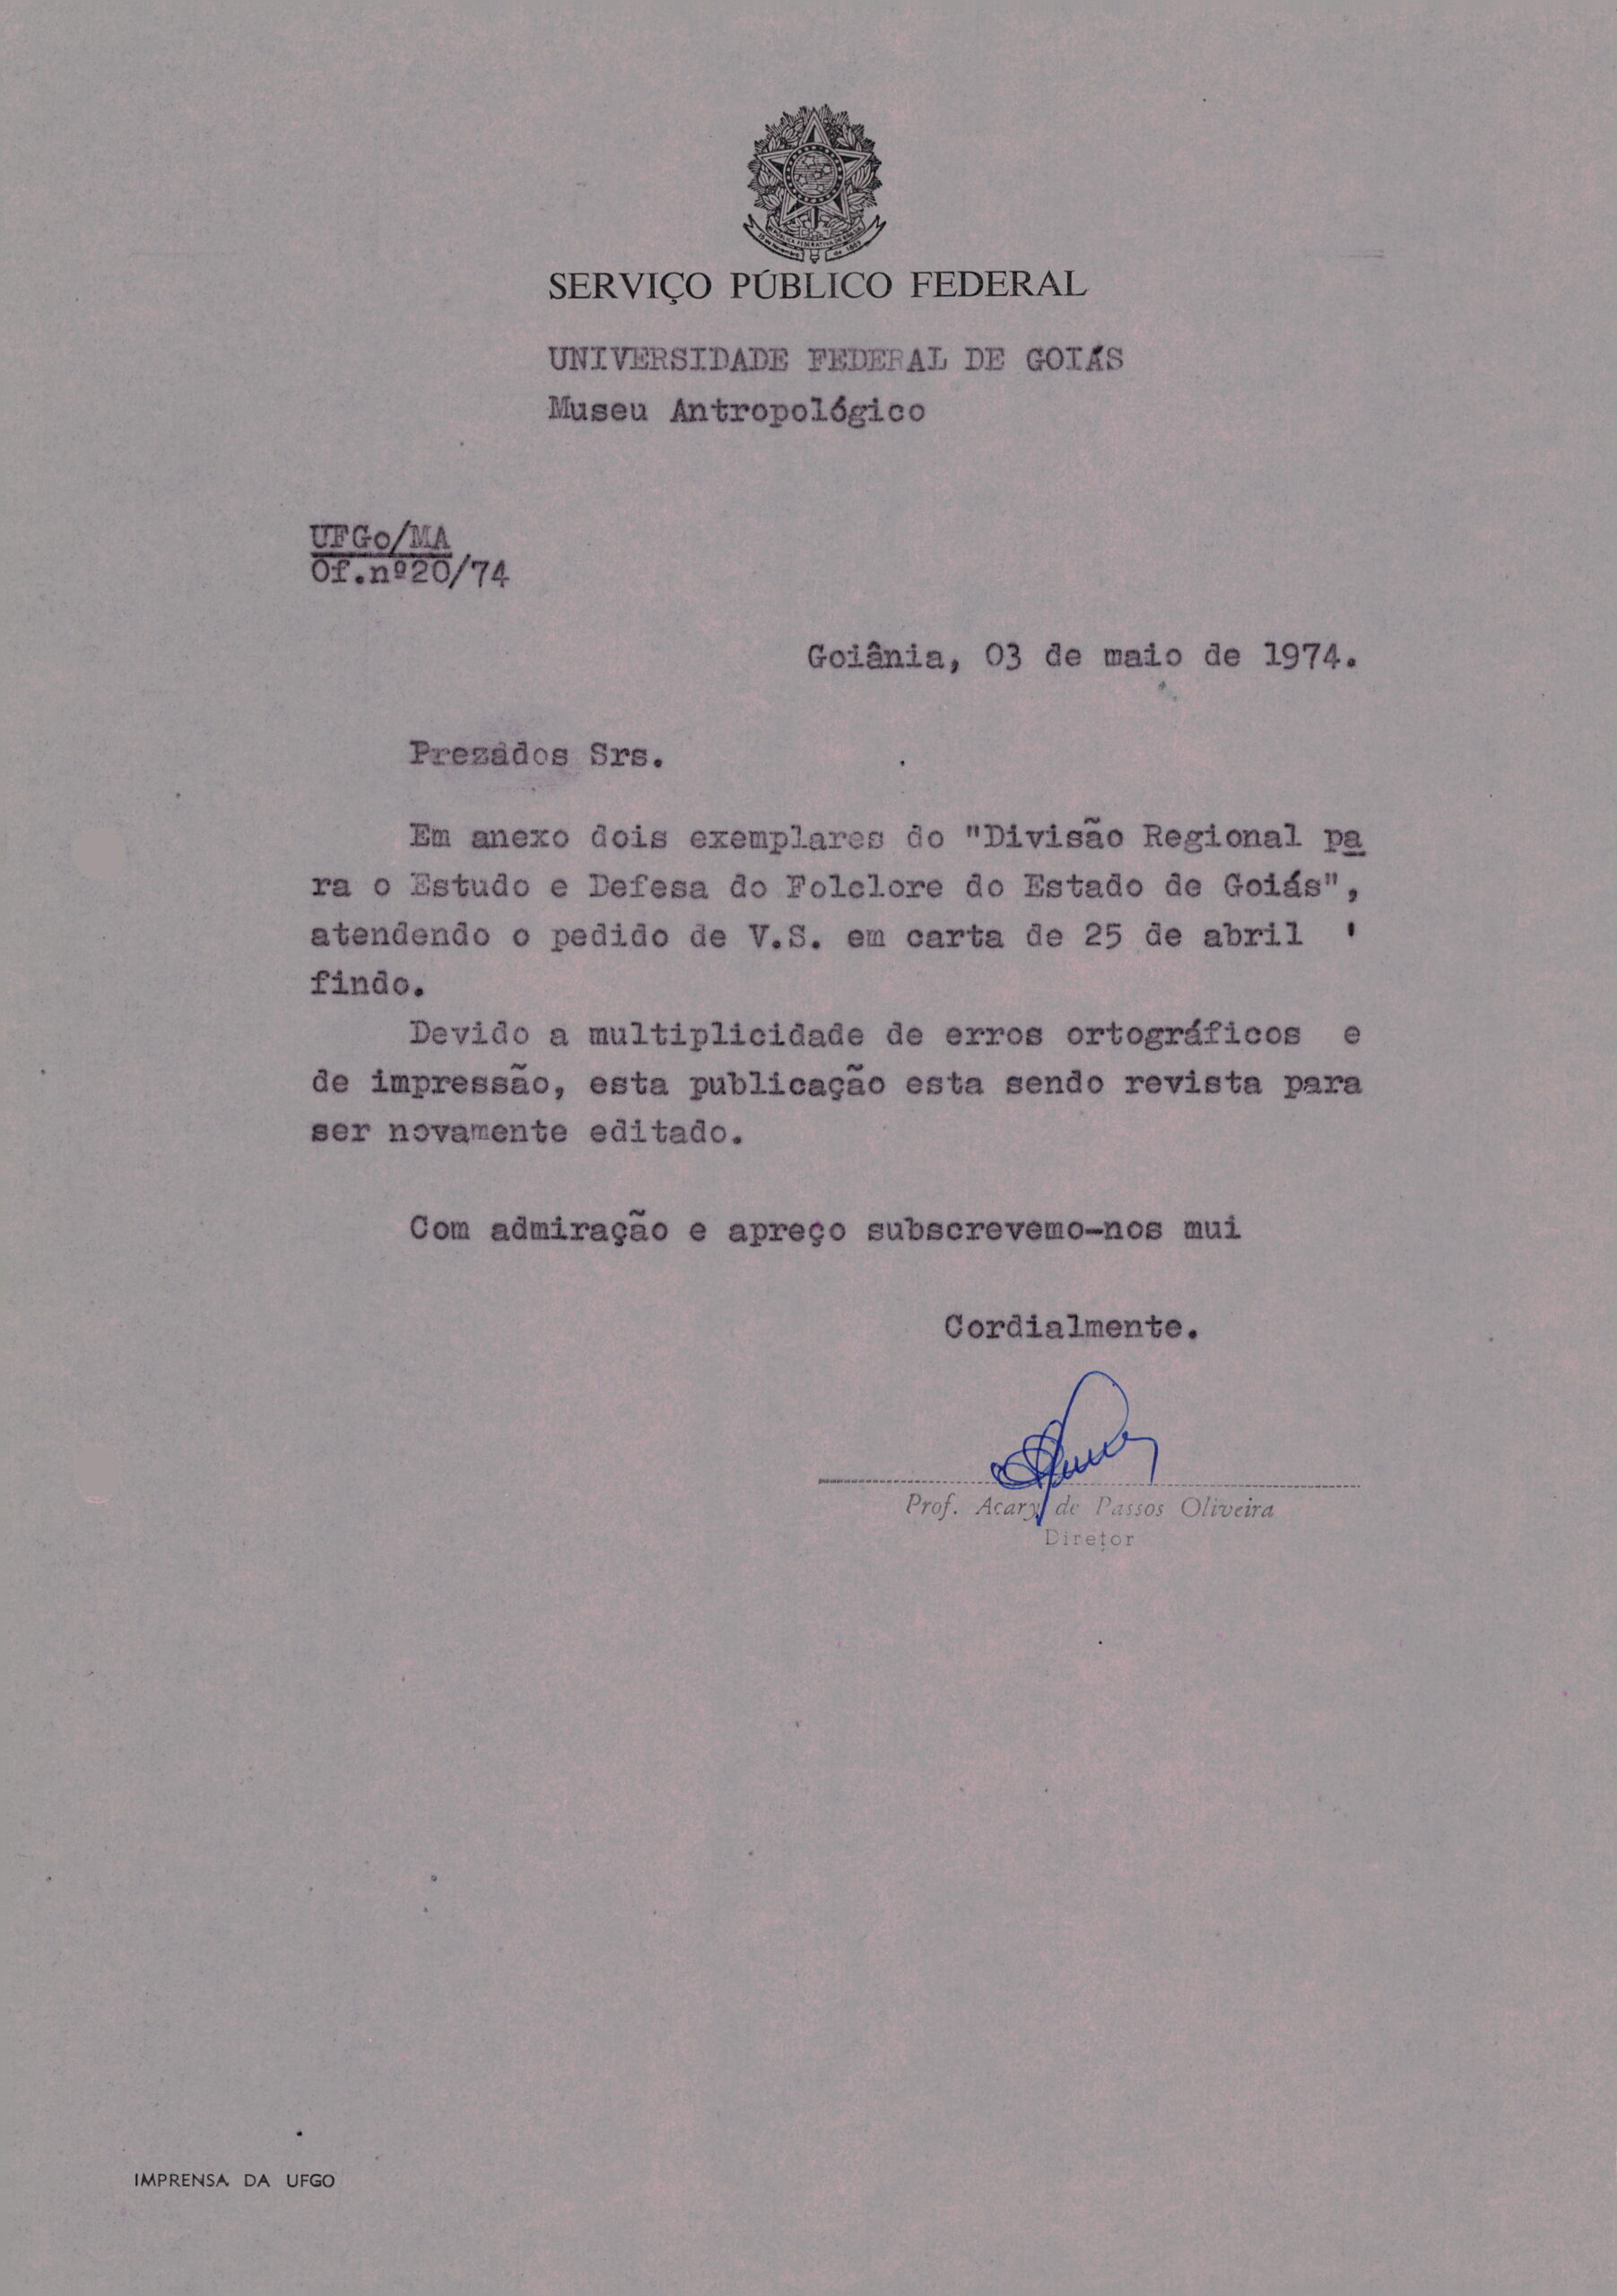 SERVIÇO PÚBLICO FEDERAL
UNIVERSIDADE FEDERAL DE GOIÁS
Museu Antropológico
UFGo/MA
Of.nº20/74
Goiânia, 03 de maio de 1974.
Prezados Srs.
Em anexo dois exemplares do "Divisão Regional pa
ra o Estudo e Defesa do Folclore do Estado de Goiás",
atendendo o pedido de V.S. em carta de 25 de abril '
findo.
Devido a multiplicidade de erros ortográficos e
de impressão, esta publicação esta sendo revista para
ser novamente editado.
Com admiração e apreço subscrevemo-nos mui
Cordialmente.
Prof. Acary de Passos Oliveira
Diretor
IMPRENSA DA UFGO